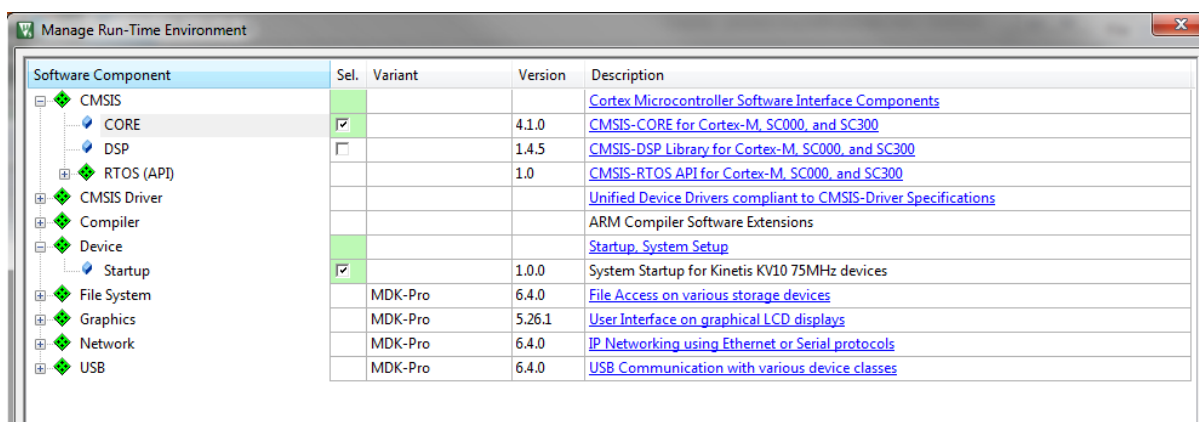 Manage Run-Time Environment
X
Software Component Sel. Variant Version Description
CMSIS Cortex Microcontroller Software Interface Components
CORE 4.1.0 CMSIS-CORE for Cortex-M, SC000, and SC300
DSP 1.4.5 CMSIS-DSP Library for Cortex-M, SC000, and SC300
RTOS (API) 1.0 CMSIS-RTOS API for Cortex-M, SC000, and SC300
CMSIS Driver Unified Device Drivers compliant to CMSIS-Driver Specifications
Compiler ARM Compiler Software Extensions
Device Startup, System Setup
Startup 1.0.0 System Startup for Kinetis KV10 75MHz devices
File System MDK-Pro 6.4.0 File Access on various storage devices
Graphics MDK-Pro 5.26.1 User Interface on graphical LCD displays
Network MDK-Pro 6.4.0 IP Networking using Ethernet or Serial protocols
USB MDK-Pro 6.4.0 USB Communication with various device classes